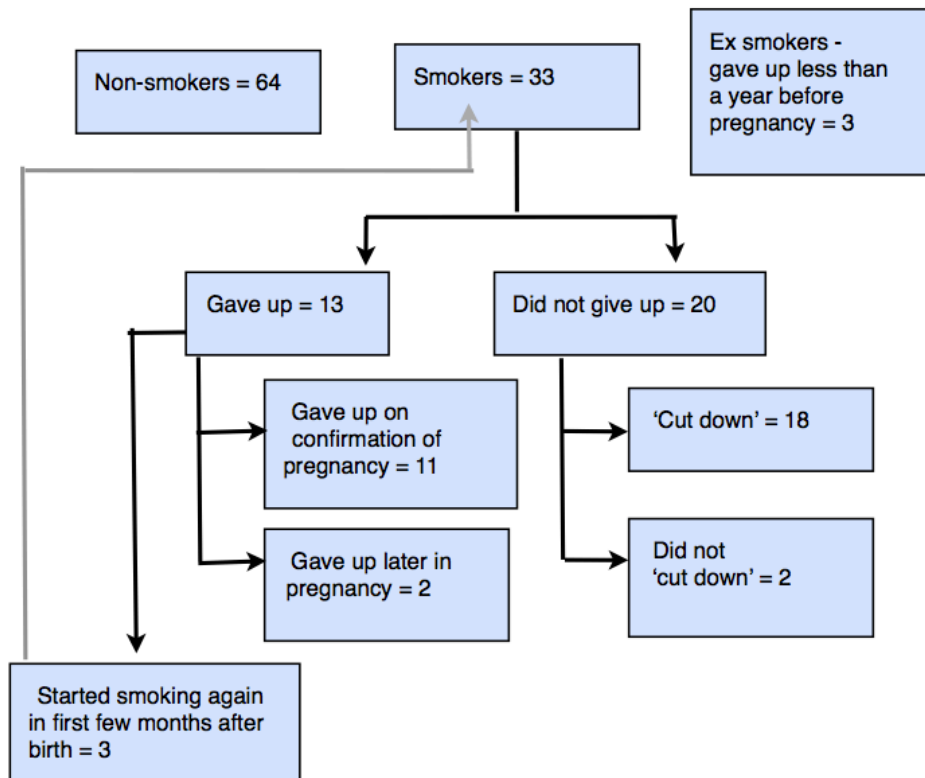 Non-smokers = 64
Smokers = 33
Ex smokers -
gave up less than
a year before
pregnancy = 3
Gave up = 13
Did not give up = 20
Gave up on
confirmation of
pregnancy = 11
‘Cut down’ = 18
Gave up later in
pregnancy = 2
Did not
‘cut down’ = 2
Started smoking again
in first few months after
birth = 3